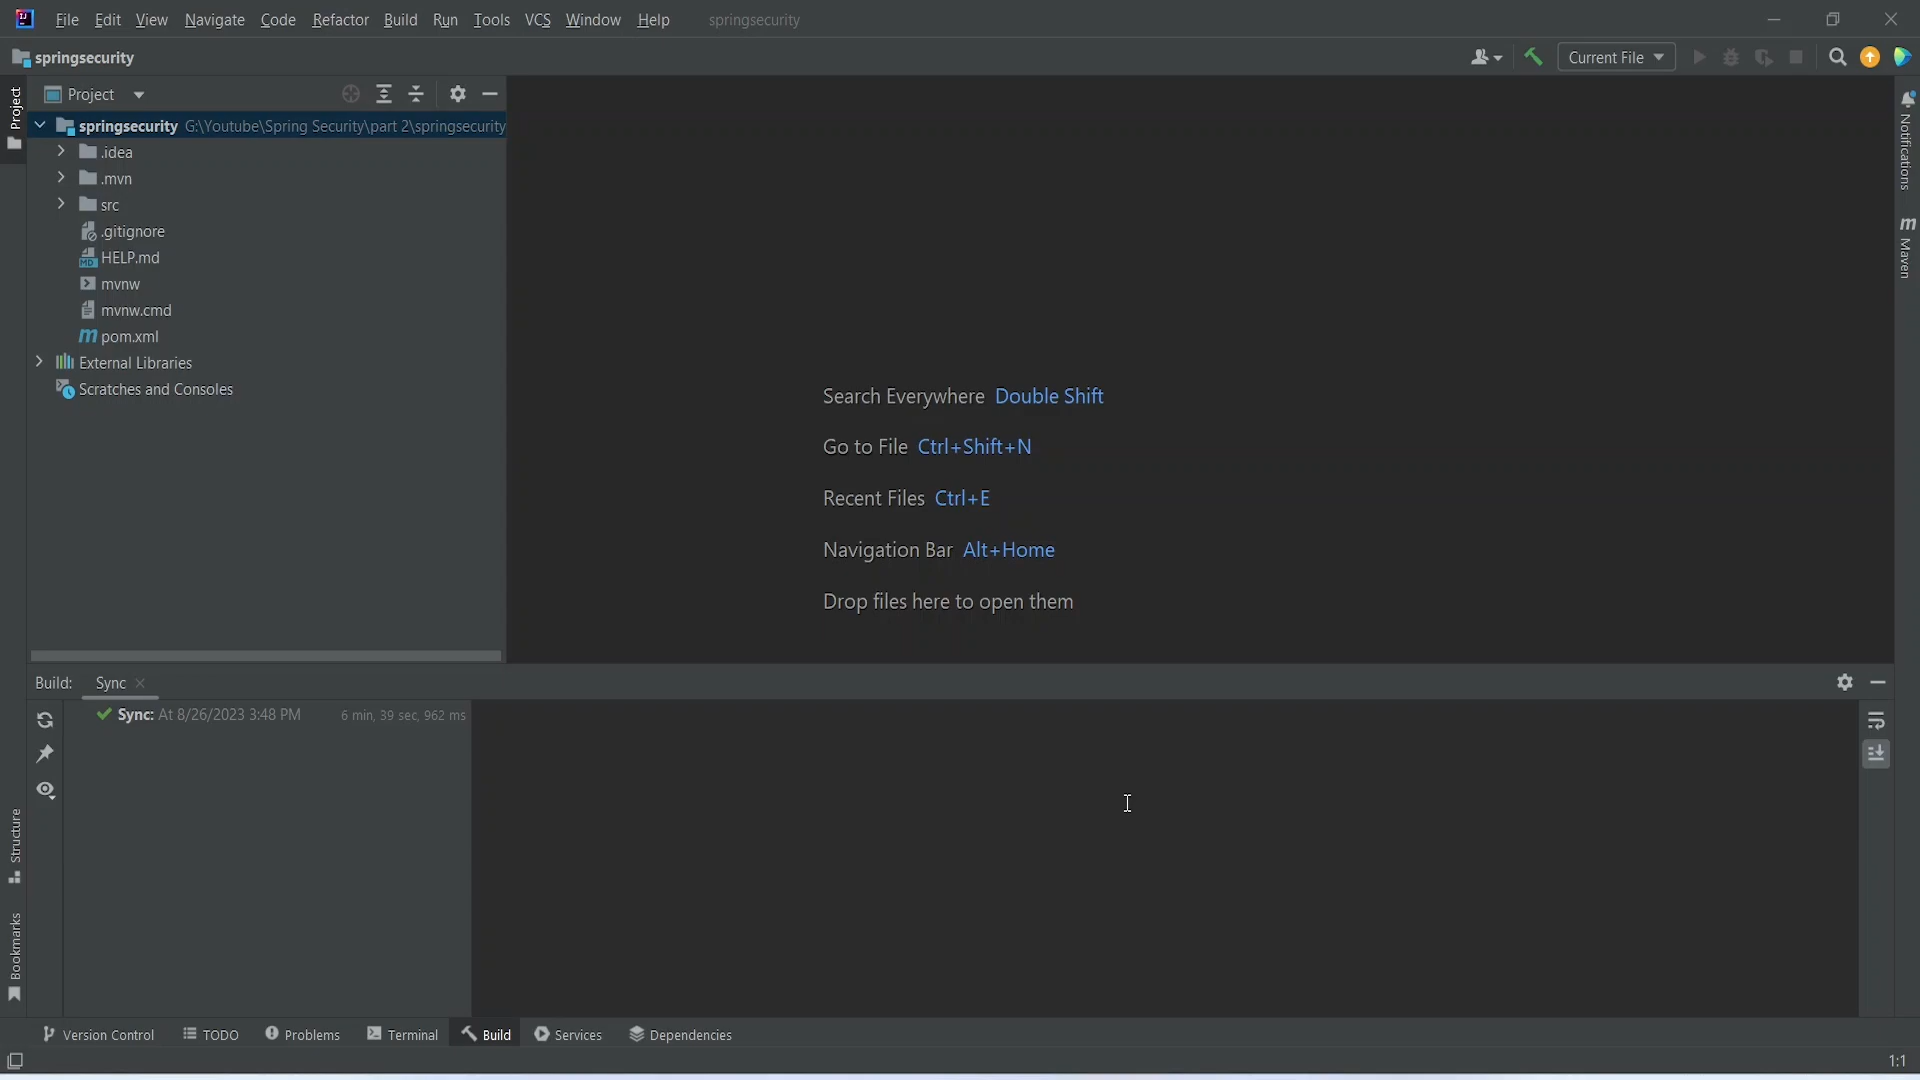 File Edit View Navigate Code Refactor Build Run Tools VCS Window Help springsecurity
springsecurity
Current File
Project
Project
springsecurity G:\Youtube\Spring Security\part 2\springsecurity
.idea
.mvn
src
.gitignore
HELP.md
mvnw
mvnw.cmd
pom.xml
External Libraries
Scratches and Consoles
Search Everywhere Double Shift
Go to File Ctrl+Shift+N
Recent Files Ctrl+E
Navigation Bar Alt+Home
Drop files here to open them
Notifications
Maven
Build: Sync
Sync: At 8/26/2023 3:48 PM 6 min, 39 sec, 962 ms
Structure
Bookmarks
Version Control TODO Problems Terminal Build Services Dependencies
1:1